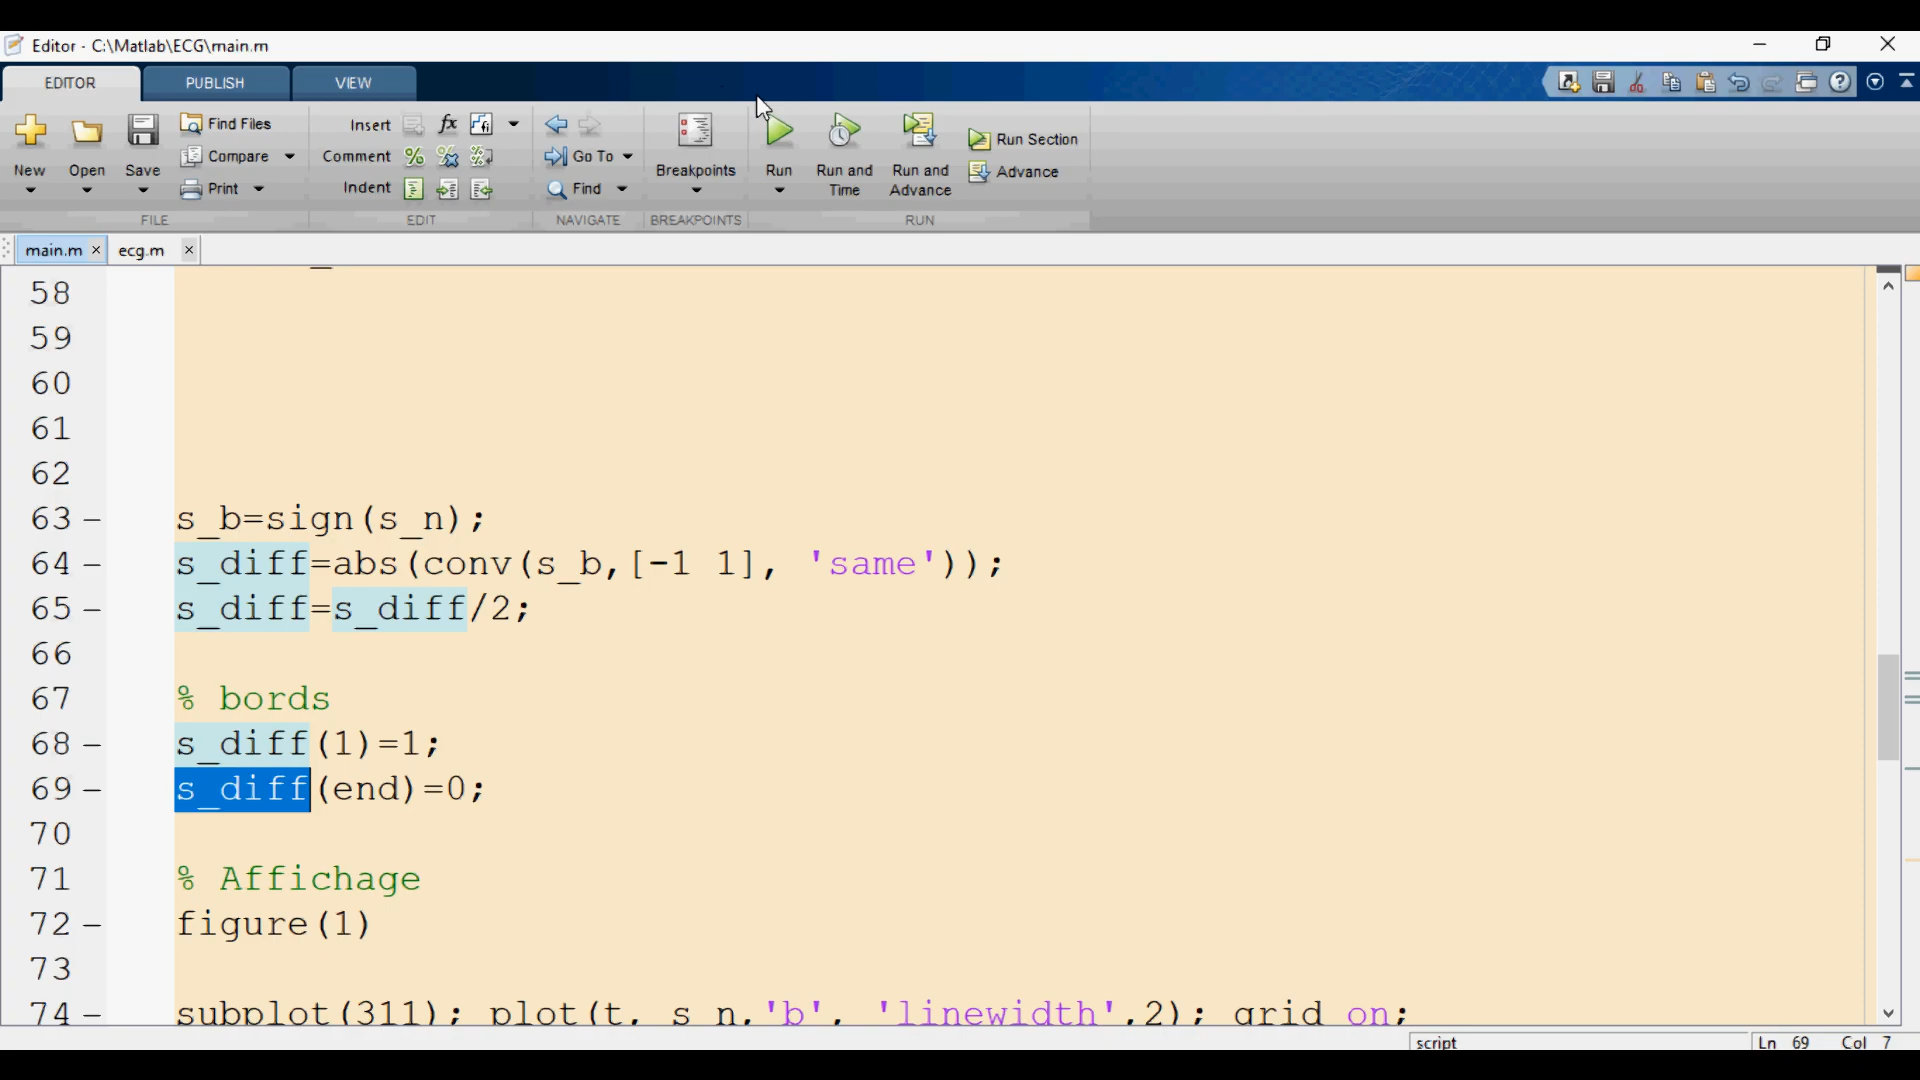 Editor - C:\Matlab\ECG\main.m
EDITOR PUBLISH VIEW
New Open Save
Find Files
Compare
Print
FILE
Insert fx
Comment
Indent
EDIT
Go To
Find
NAVIGATE
Breakpoints
BREAKPOINTS
Run
Run and Time
Run and Advance
Run Section
Advance
RUN
main.m ecg.m
58
59
60
61
62
63 – s_b=sign(s_n);
64 – s_diff=abs(conv(s_b,[-1 1], 'same'));
65 – s_diff=s_diff/2;
66
67 % bords
68 – s_diff(1)=1;
69 – s_diff(end)=0;
70
71 % Affichage
72 – figure(1)
73
74 – subplot(311); plot(t, s_n,'b', 'linewidth',2); grid on;
script Ln 69 Col 7